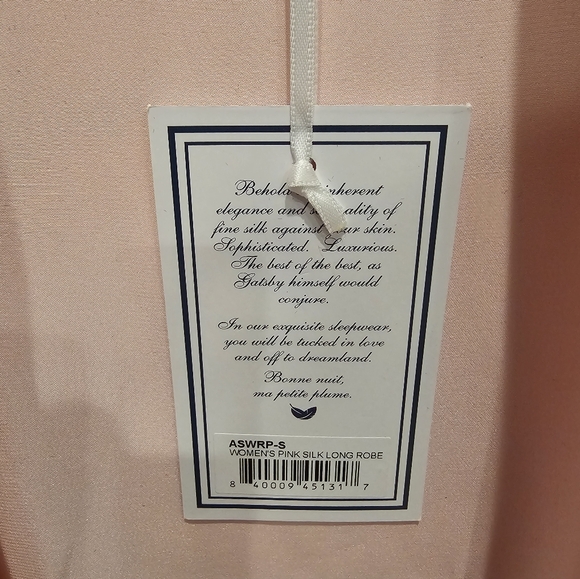 inherent
elegance and
fine silk against your skin.
Sophisticated. Luxurious.
The best of the best, as
Gatsby himself would
conjure.
In our exquisite sleepwear,
you will be tucked in love
and off to dreamland.
Bonne nuit,
ma petite plume.
ASWRP-S
WOMEN'S PINK SILK LONG ROBE
8 40009 45131 7